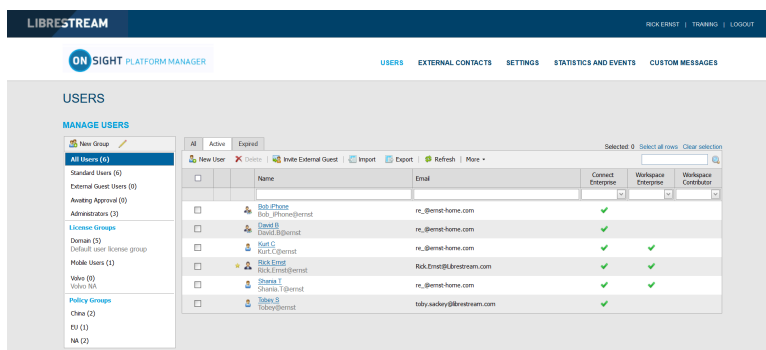 LIBRESTREAM
RICK ERNST | TRAINING | LOGOUT
ON SIGHT PLATFORM MANAGER
USERS EXTERNAL CONTACTS SETTINGS STATISTICS AND EVENTS CUSTOM MESSAGES
USERS
MANAGE USERS
New Group
All Users (6)
Standard Users (6)
External Guest Users (0)
Awaiting Approval (0)
Administrators (3)
License Groups
Domain (5)
Default user license group
Mobile Users (1)
Volvo (0)
Volvo NA
Policy Groups
China (2)
EU (1)
NA (2)
All Active Expired
Selected: 0 Select all rows Clear selection
New User Delete Invite External Guest Import Export Refresh More
Name Email Connect Enterprise Workspace Enterprise Workspace Contributor
Bob iPhone re_@ernst-home.com
Bob_iPhone@ernst
David B re_@ernst-home.com
David.B@ernst
Kurt C re_@ernst-home.com
Kurt.C@ernst
Rick Ernst Rick.Ernst@Librestream.com
Rick.Ernst@ernst
Shania T re_@ernst-home.com
Shania.T@ernst
Tobey S toby.sackey@librestream.com
Tobey@ernst